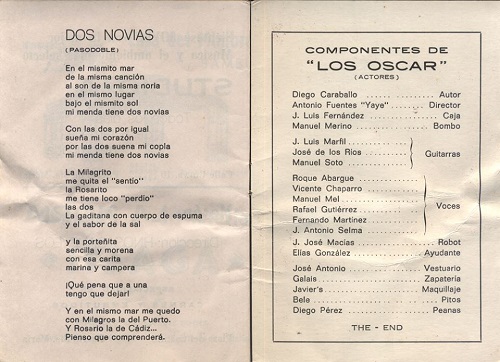 DOS NOVIAS
(PASODOBLE)
En el mismito mar
de la misma canción
al son de la misma noria
en el mismo lugar
bajo el mismito sol
mi menda tiene dos novias
Con las dos por igual
sueña mi corazón
por las dos suena mi copla
mi menda tiene dos novias
La Milagrito
me quita el "sentío"
la Rosarito
me tiene loco "perdío"
las dos
La gaditana con cuerpo de espuma
y el sabor de la sal
y la porteñita
sencilla y morena
con esa carita
marina y campera
¡Qué pena que a una
tengo que dejar!
Y en el mismo mar me quedo
con Milagros la del Puerto.
Y Rosario la de Cádiz...
Pienso que comprenderá.
COMPONENTES DE
"LOS OSCAR"
(ACTORES)
Diego Caraballo .......... Autor
Antonio Fuentes "Yaye" .......... Director
J. Luis Fernández .......... Caja
Manuel Merino .......... Bombo
J. Luis Marfil ..........
José de los Ríos .......... Guitarras
Manuel Soto ..........
Roque Abargue ..........
Vicente Chaparro ..........
Manuel Mel ..........
Rafael Gutiérrez .......... Voces
Fernando Martínez ..........
J. Antonio Selma ..........
J. José Macías .......... Robot
Elías González .......... Ayudante
José Antonio .......... Vestuario
Galais .......... Zapatería
Javier's .......... Maquillaje
Bele .......... Pitos
Diego Pérez .......... Peanas
THE - END